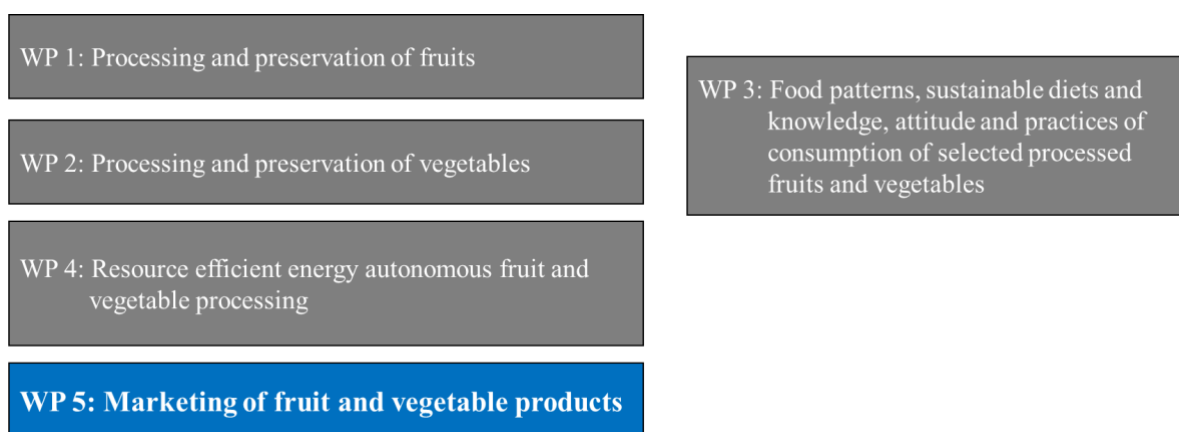 WP 1: Processing and preservation of fruits
WP 2: Processing and preservation of vegetables
WP 4: Resource efficient energy autonomous fruit and
vegetable processing
WP 5: Marketing of fruit and vegetable products
WP 3: Food patterns, sustainable diets and
knowledge, attitude and practices of
consumption of selected processed
fruits and vegetables